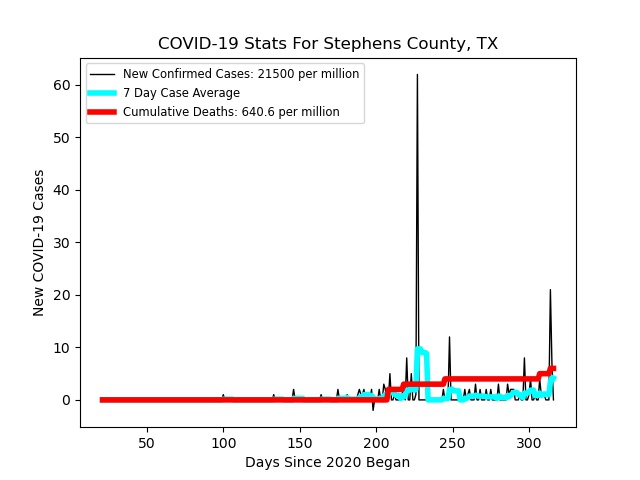 COVID-19 Stats For Stephens County, TX
New Confirmed Cases: 21500 per million
7 Day Case Average
Cumulative Deaths: 640.6 per million
New COVID-19 Cases
60
50
40
30
20
10
0
50 100 150 200 250 300
Days Since 2020 Began